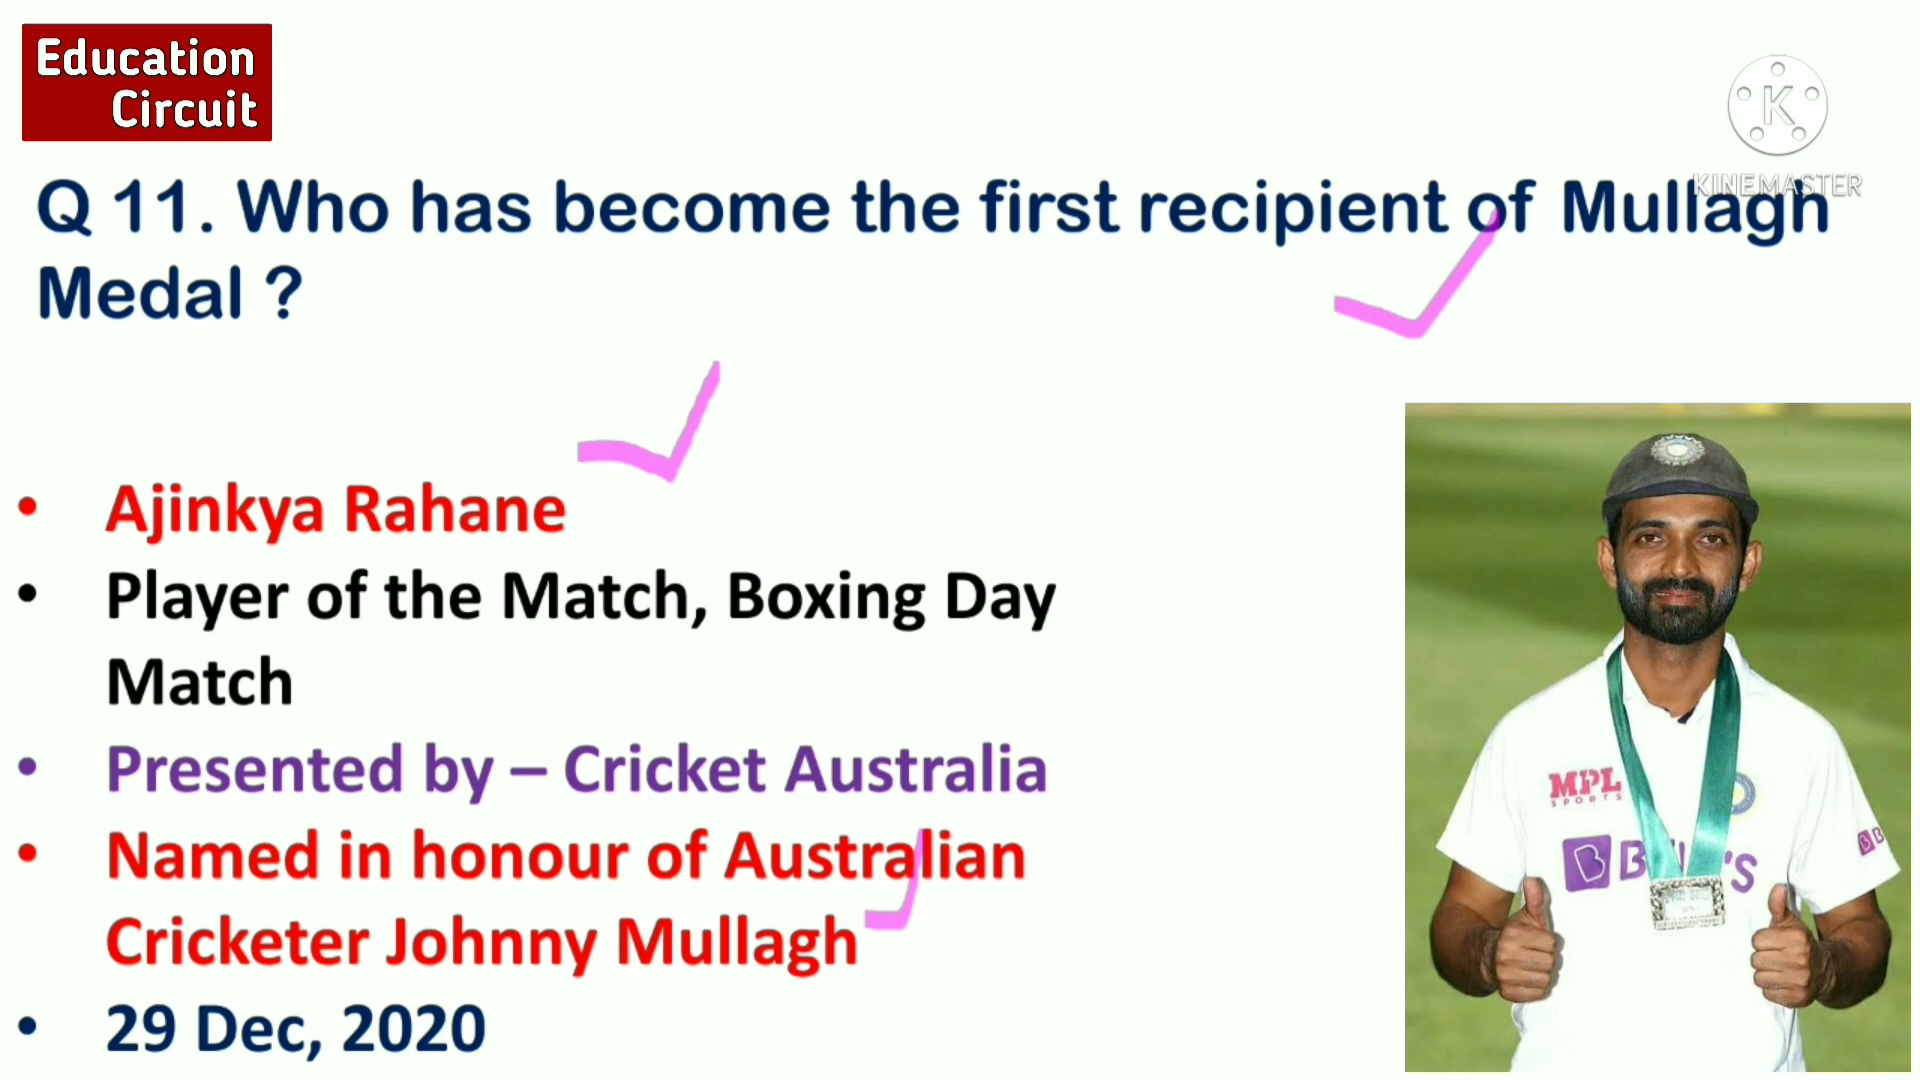 Education
Circuit
KINEMASTER
Q 11. Who has become the first recipient of Mullagh
Medal ?
• Ajinkya Rahane
• Player of the Match, Boxing Day
Match
• Presented by – Cricket Australia
• Named in honour of Australian
Cricketer Johnny Mullagh
• 29 Dec, 2020
MPL
SPORTS